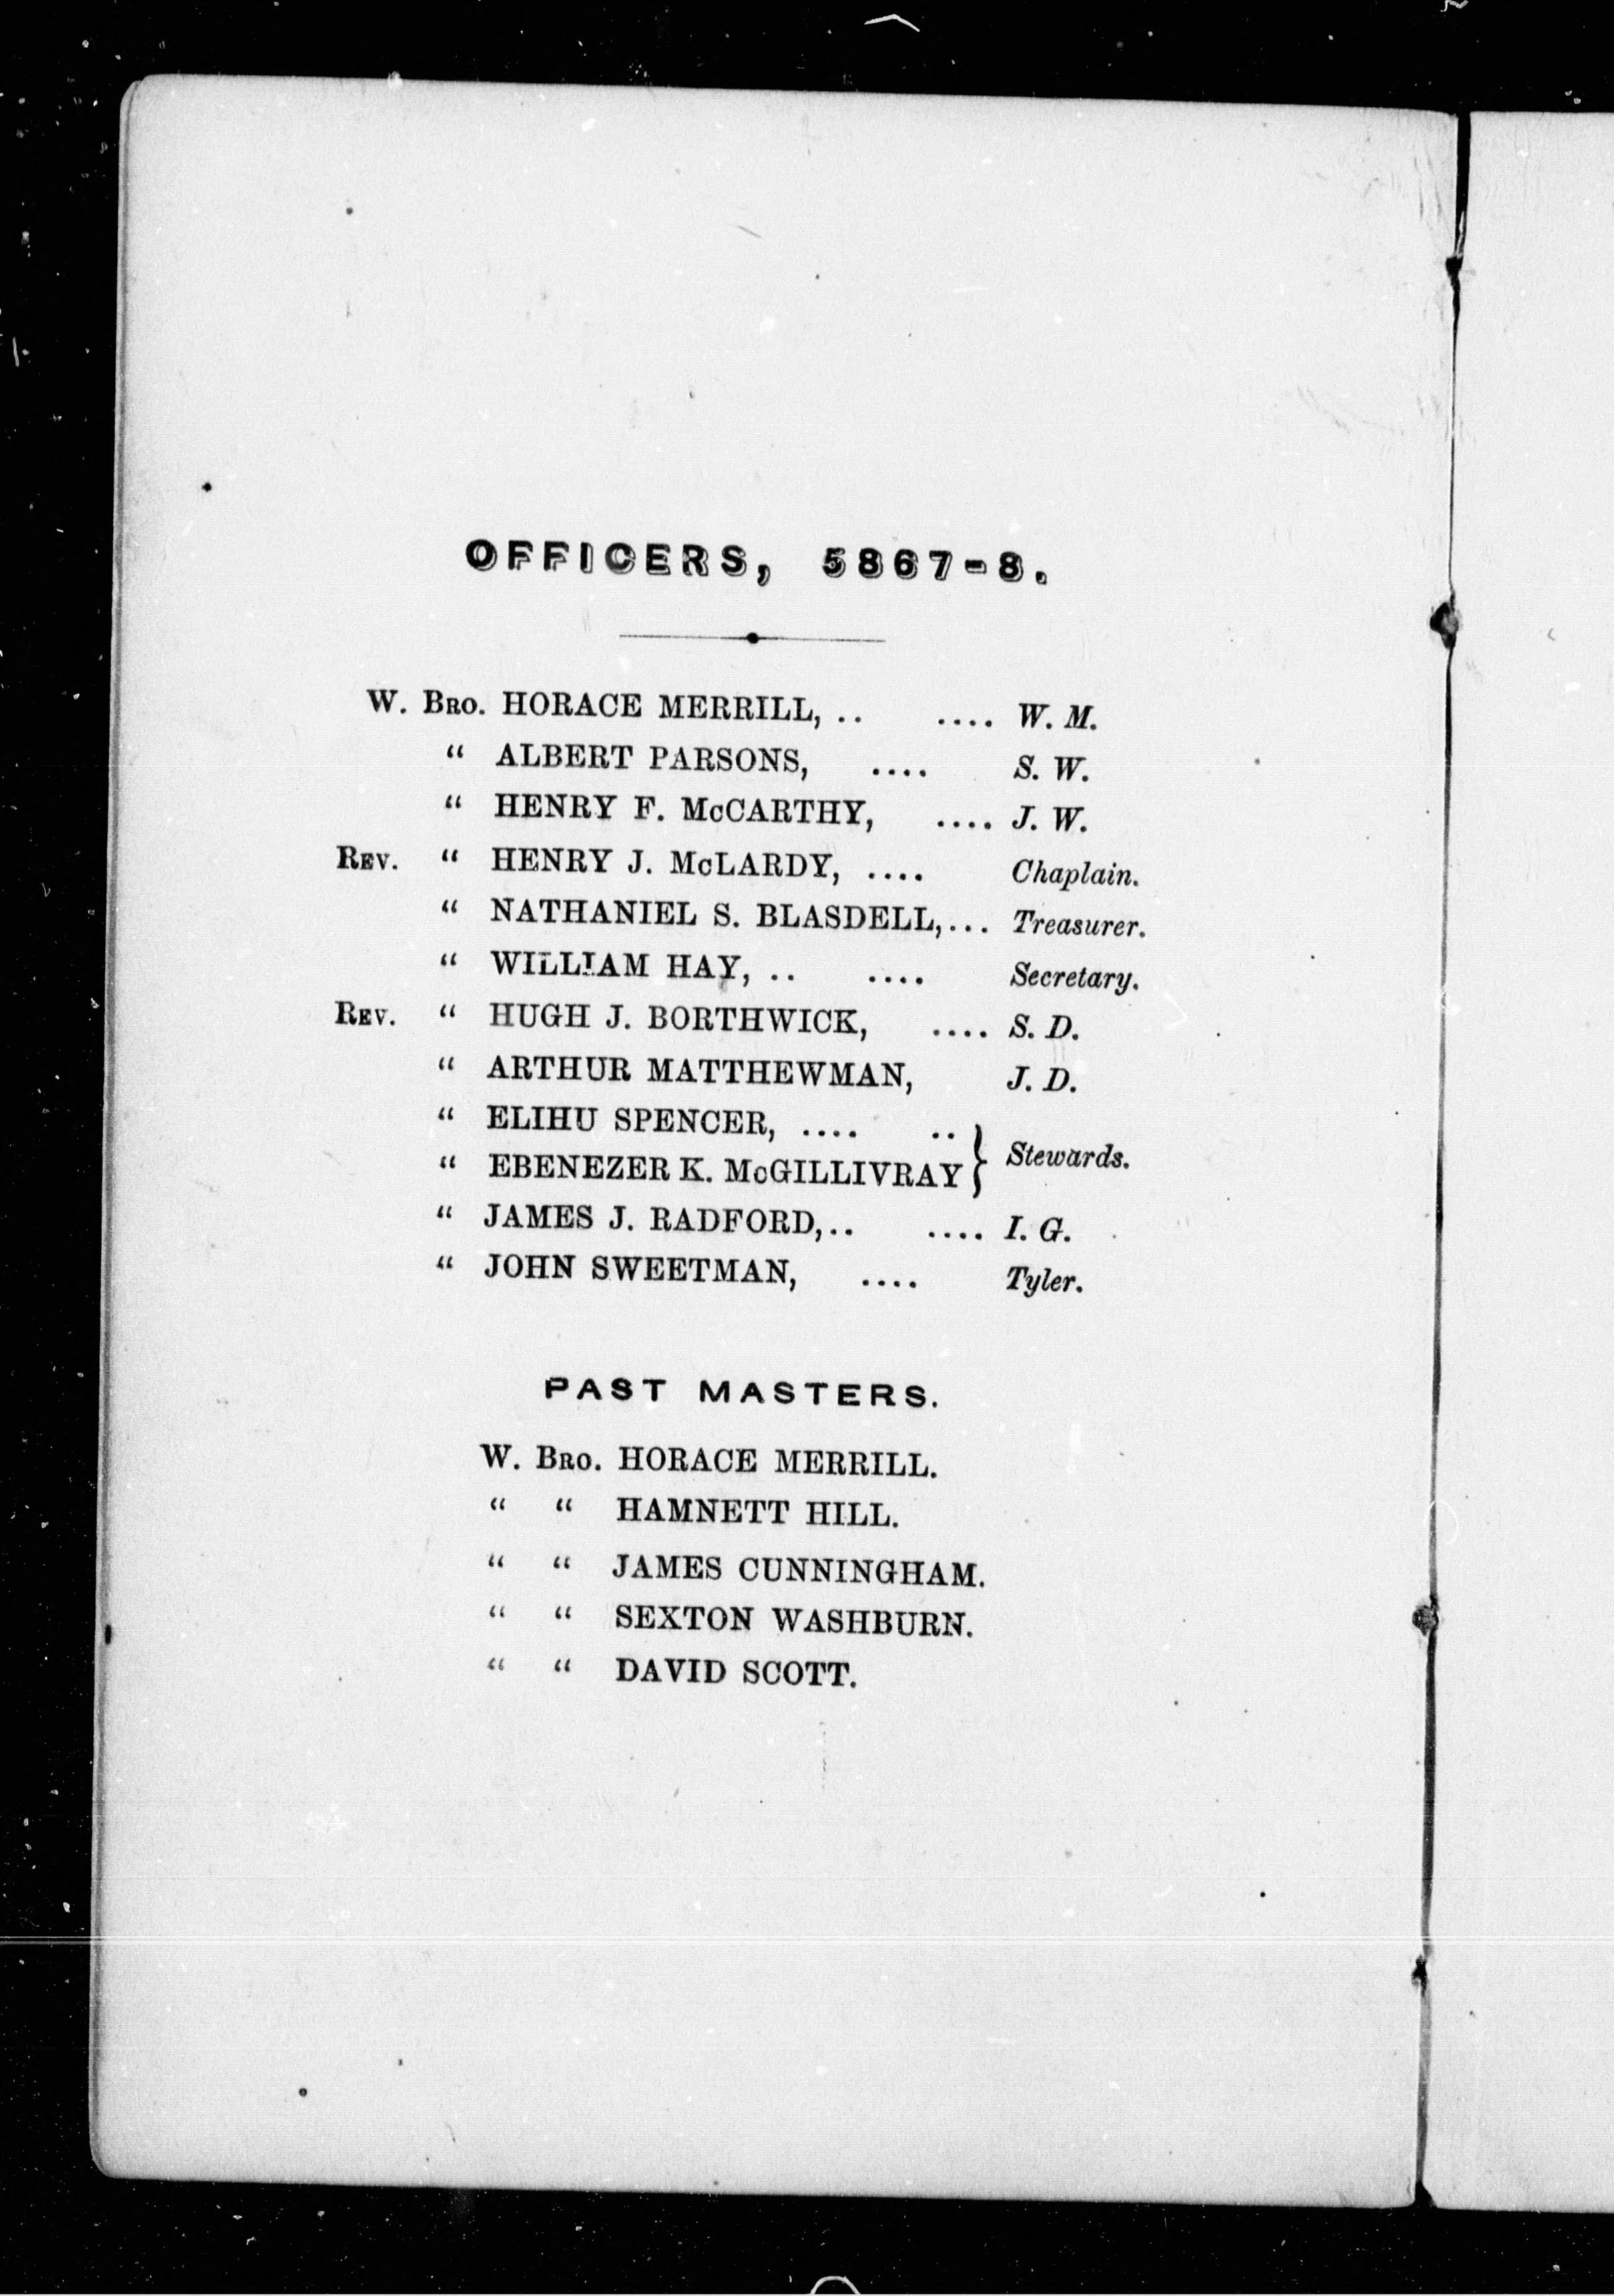 OFFICERS, 5867-8.
W. BRO. HORACE MERRILL, .. .... W. M.
“ ALBERT PARSONS, .... S. W.
“ HENRY F. McCARTHY, .... J. W.
REV. “ HENRY J. McLARDY, .... Chaplain.
“ NATHANIEL S. BLASDELL,... Treasurer.
“ WILLIAM HAY, .. .... Secretary.
REV. “ HUGH J. BORTHWICK, .... S. D.
“ ARTHUR MATTHEWMAN, J. D.
“ ELIHU SPENCER, .... .. } Stewards.
“ EBENEZER K. McGILLIVRAY
“ JAMES J. RADFORD,.. .... I. G.
“ JOHN SWEETMAN, .... Tyler.
PAST MASTERS.
W. BRO. HORACE MERRILL.
“ “ HAMNETT HILL.
“ “ JAMES CUNNINGHAM.
“ “ SEXTON WASHBURN.
“ “ DAVID SCOTT.